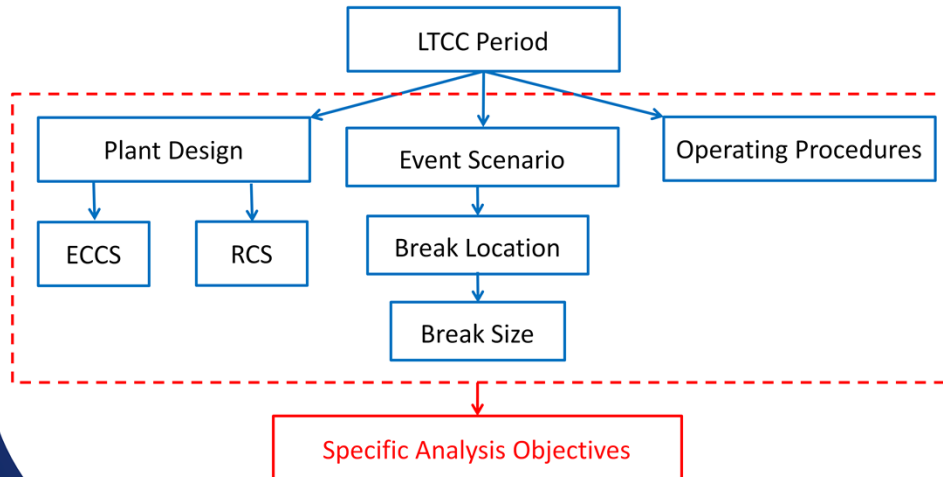 LTCC Period
Plant Design
Event Scenario
Operating Procedures
ECCS
RCS
Break Location
Break Size
Specific Analysis Objectives